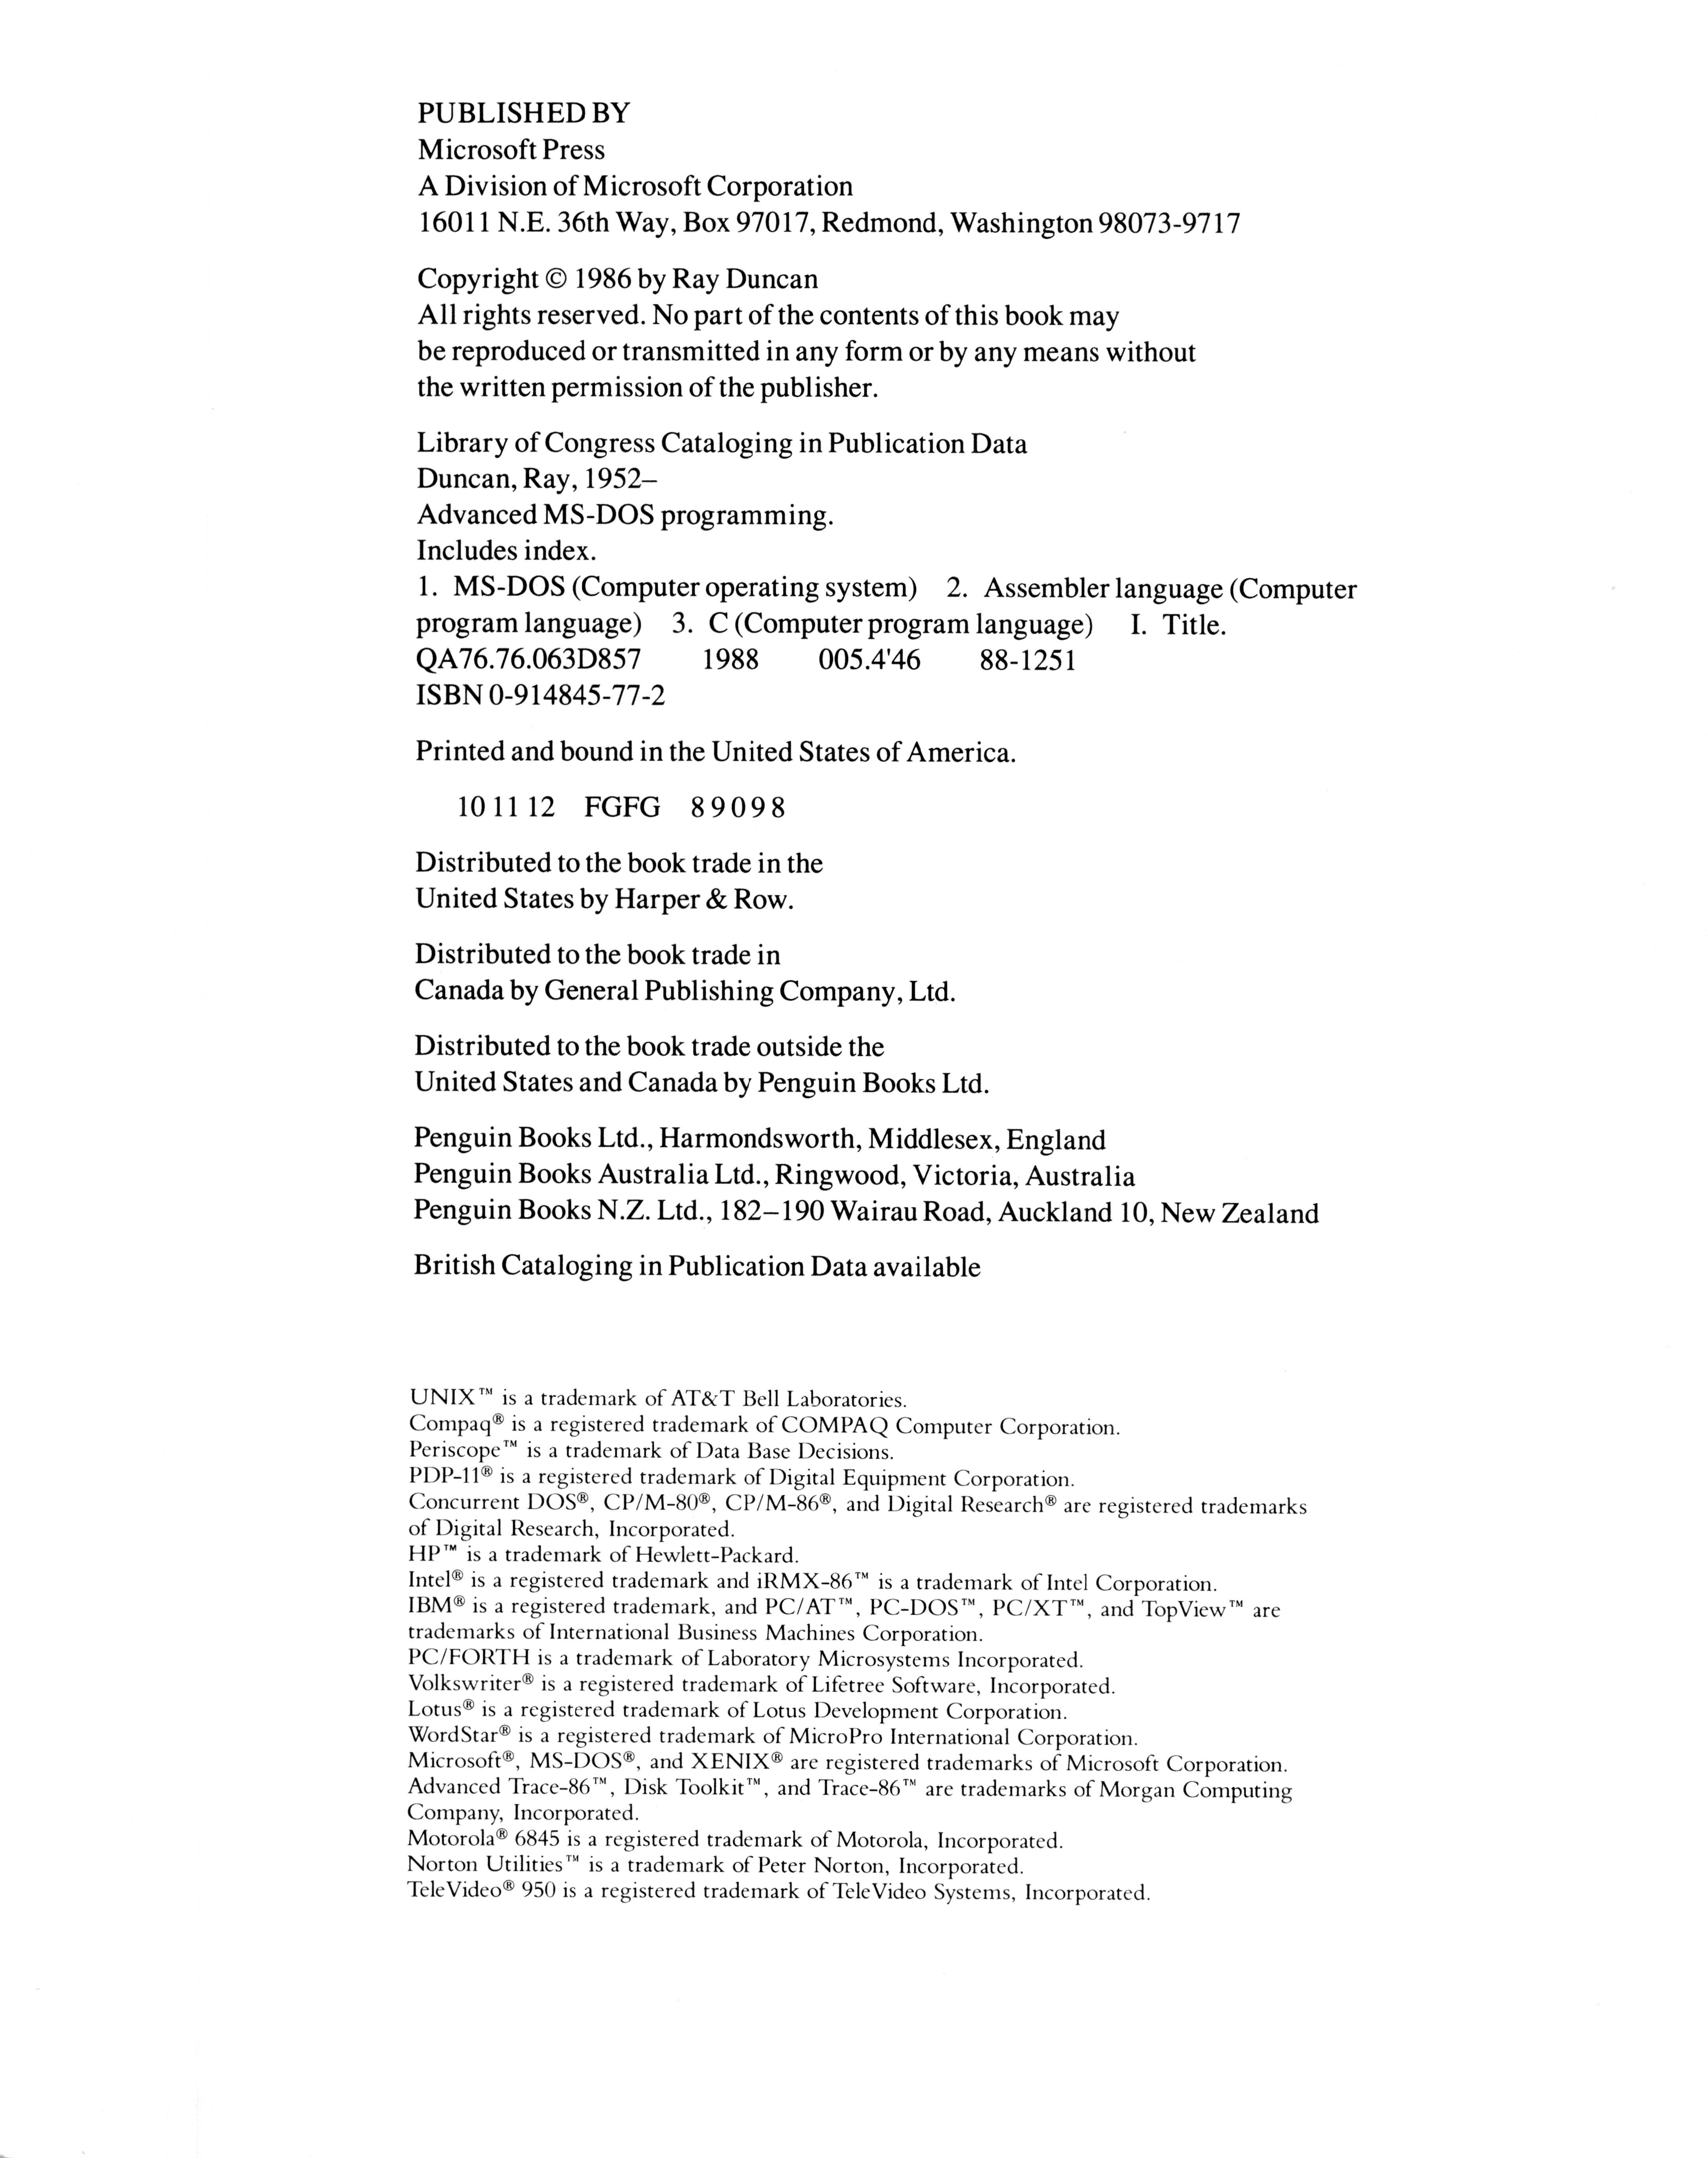 PUBLISHED BY
Microsoft Press
A Division of Microsoft Corporation
16011 N.E. 36th Way, Box 97017, Redmond, Washington 98073-9717
Copyright © 1986 by Ray Duncan
All rights reserved. No part of the contents of this book may
be reproduced or transmitted in any form or by any means without
the written permission of the publisher.
Library of Congress Cataloging in Publication Data
Duncan, Ray, 1952–
Advanced MS-DOS programming.
Includes index.
1. MS-DOS (Computer operating system) 2. Assembler language (Computer
program language) 3. C (Computer program language) I. Title.
QA76.76.063D857 1988 005.4'46 88-1251
ISBN 0-914845-77-2
Printed and bound in the United States of America.
10 11 12 FGFG 8 9 0 9 8
Distributed to the book trade in the
United States by Harper & Row.
Distributed to the book trade in
Canada by General Publishing Company, Ltd.
Distributed to the book trade outside the
United States and Canada by Penguin Books Ltd.
Penguin Books Ltd., Harmondsworth, Middlesex, England
Penguin Books Australia Ltd., Ringwood, Victoria, Australia
Penguin Books N.Z. Ltd., 182–190 Wairau Road, Auckland 10, New Zealand
British Cataloging in Publication Data available
UNIX™ is a trademark of AT&T Bell Laboratories.
Compaq® is a registered trademark of COMPAQ Computer Corporation.
Periscope™ is a trademark of Data Base Decisions.
PDP-11® is a registered trademark of Digital Equipment Corporation.
Concurrent DOS®, CP/M-80®, CP/M-86®, and Digital Research® are registered trademarks
of Digital Research, Incorporated.
HP™ is a trademark of Hewlett-Packard.
Intel® is a registered trademark and iRMX-86™ is a trademark of Intel Corporation.
IBM® is a registered trademark, and PC/AT™, PC-DOS™, PC/XT™, and TopView™ are
trademarks of International Business Machines Corporation.
PC/FORTH is a trademark of Laboratory Microsystems Incorporated.
Volkswriter® is a registered trademark of Lifetree Software, Incorporated.
Lotus® is a registered trademark of Lotus Development Corporation.
WordStar® is a registered trademark of MicroPro International Corporation.
Microsoft®, MS-DOS®, and XENIX® are registered trademarks of Microsoft Corporation.
Advanced Trace-86™, Disk Toolkit™, and Trace-86™ are trademarks of Morgan Computing
Company, Incorporated.
Motorola® 6845 is a registered trademark of Motorola, Incorporated.
Norton Utilities™ is a trademark of Peter Norton, Incorporated.
TeleVideo® 950 is a registered trademark of TeleVideo Systems, Incorporated.